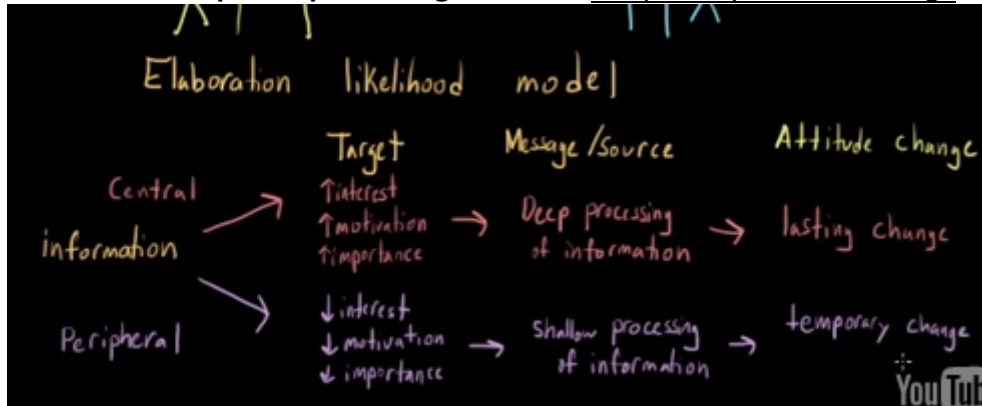 Elaboration likelihood model
Target Message/Source Attitude change
Central
↑interest
↑motivation
↑importance
Deep processing
of information
lasting change
information
Peripheral
↓interest
↓motivation
↓importance
Shallow processing
of information
temporary change
YouTub